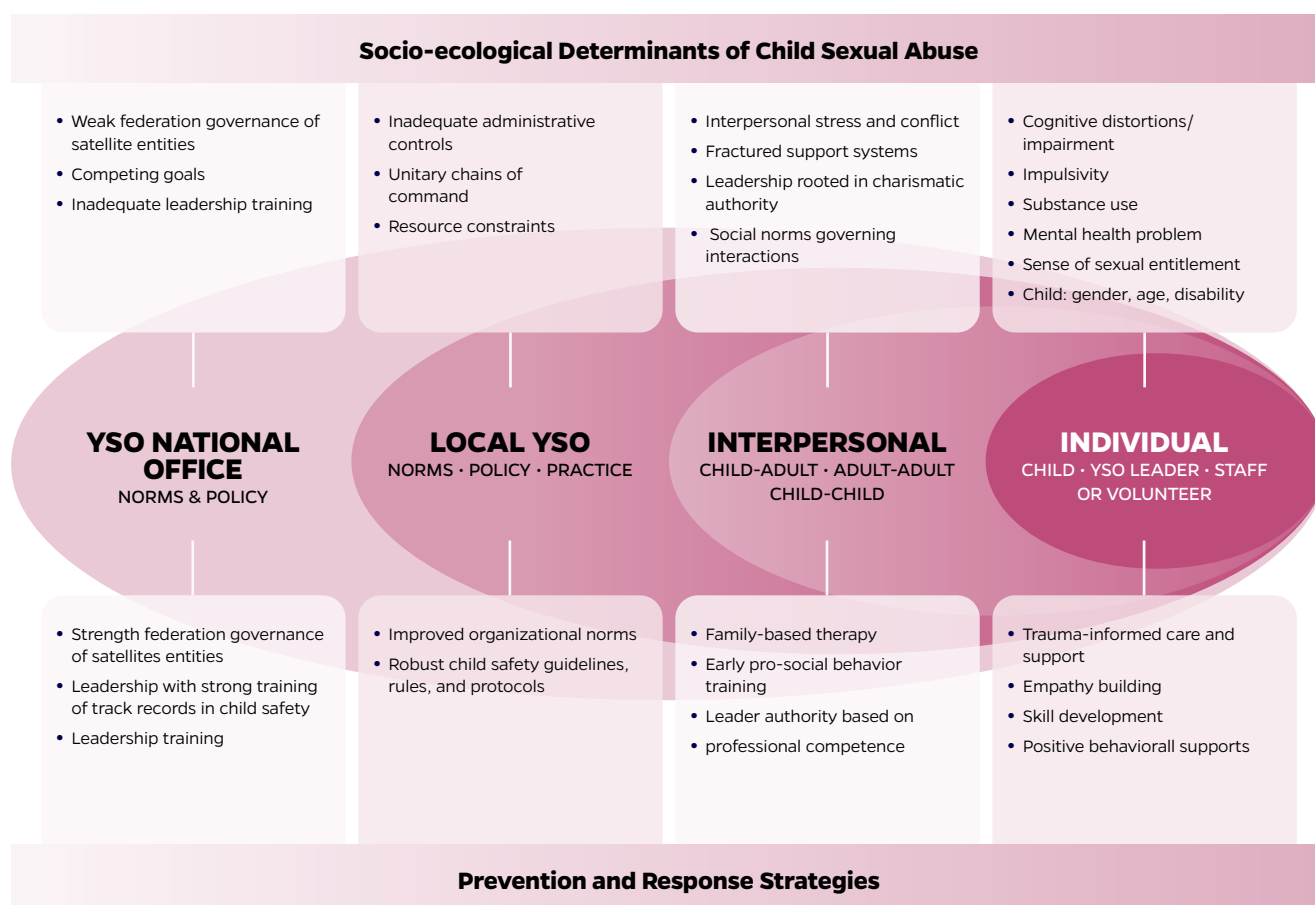 Socio-ecological Determinants of Child Sexual Abuse
• Weak federation governance of
satellite entities
• Competing goals
• Inadequate leadership training
• Inadequate administrative
controls
• Unitary chains of
command
• Resource constraints
• Interpersonal stress and conflict
• Fractured support systems
• Leadership rooted in charismatic
authority
• Social norms governing
interactions
• Cognitive distortions/
impairment
• Impulsivity
• Substance use
• Mental health problem
• Sense of sexual entitlement
• Child: gender, age, disability
YSO NATIONAL
OFFICE
NORMS & POLICY
LOCAL YSO
NORMS · POLICY · PRACTICE
INTERPERSONAL
CHILD-ADULT · ADULT-ADULT
CHILD-CHILD
INDIVIDUAL
CHILD · YSO LEADER · STAFF
OR VOLUNTEER
• Strength federation governance
of satellites entities
• Leadership with strong training
of track records in child safety
• Leadership training
• Improved organizational norms
• Robust child safety guidelines,
rules, and protocols
• Family-based therapy
• Early pro-social behavior
training
• Leader authority based on
• professional competence
• Trauma-informed care and
support
• Empathy building
• Skill development
• Positive behaviorall supports
Prevention and Response Strategies